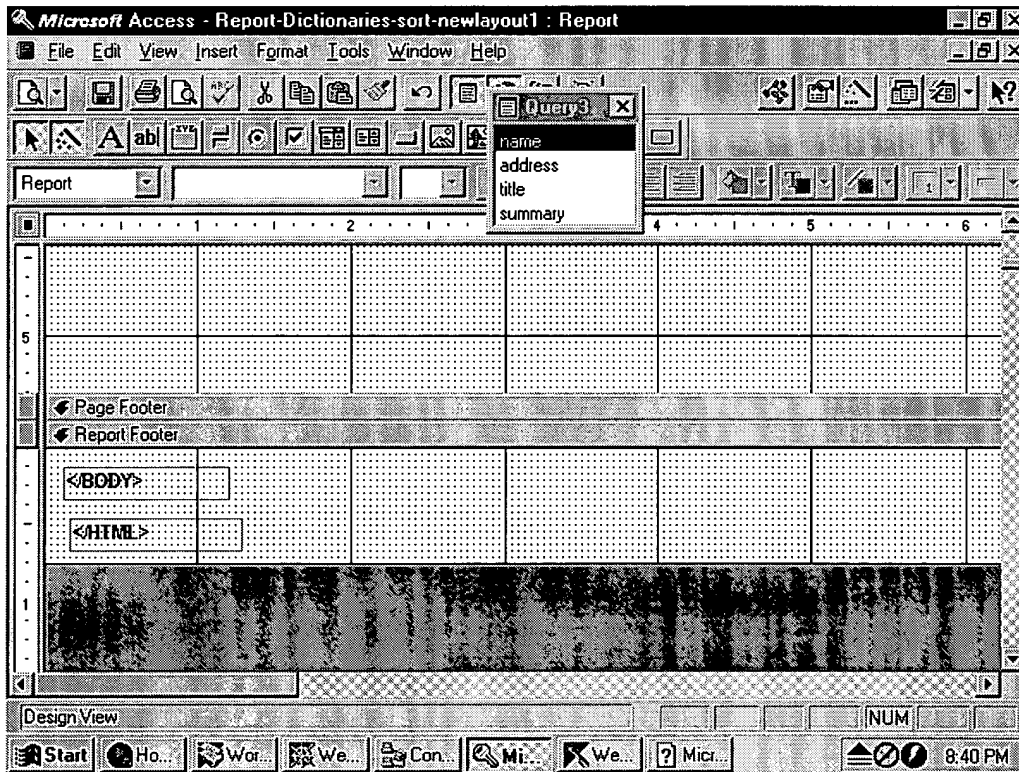 Microsoft Access - Report-Dictionaries-sort-newlayout1 : Report
File Edit View Insert Format Tools Window Help
Query3
name
address
title
summary
Report
1 2 4 5 6
5
Page Footer
Report Footer
</BODY>
</HTML>
1
Design View NUM
Start Ho... Wor... We... Con... Mi... We... Micr... 8:40 PM